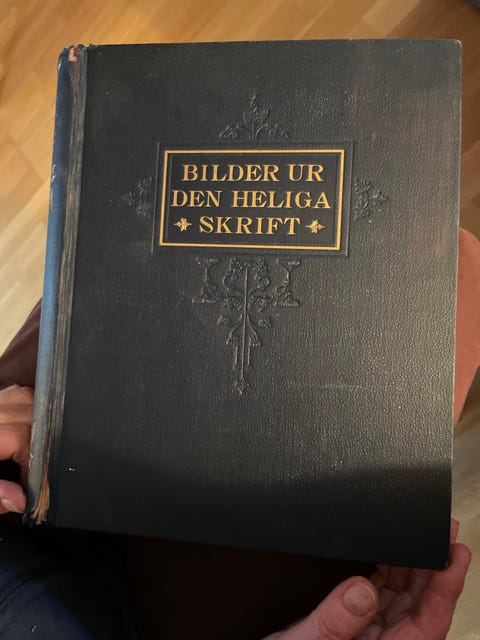 BILDER UR
DEN HELIGA
SKRIFT